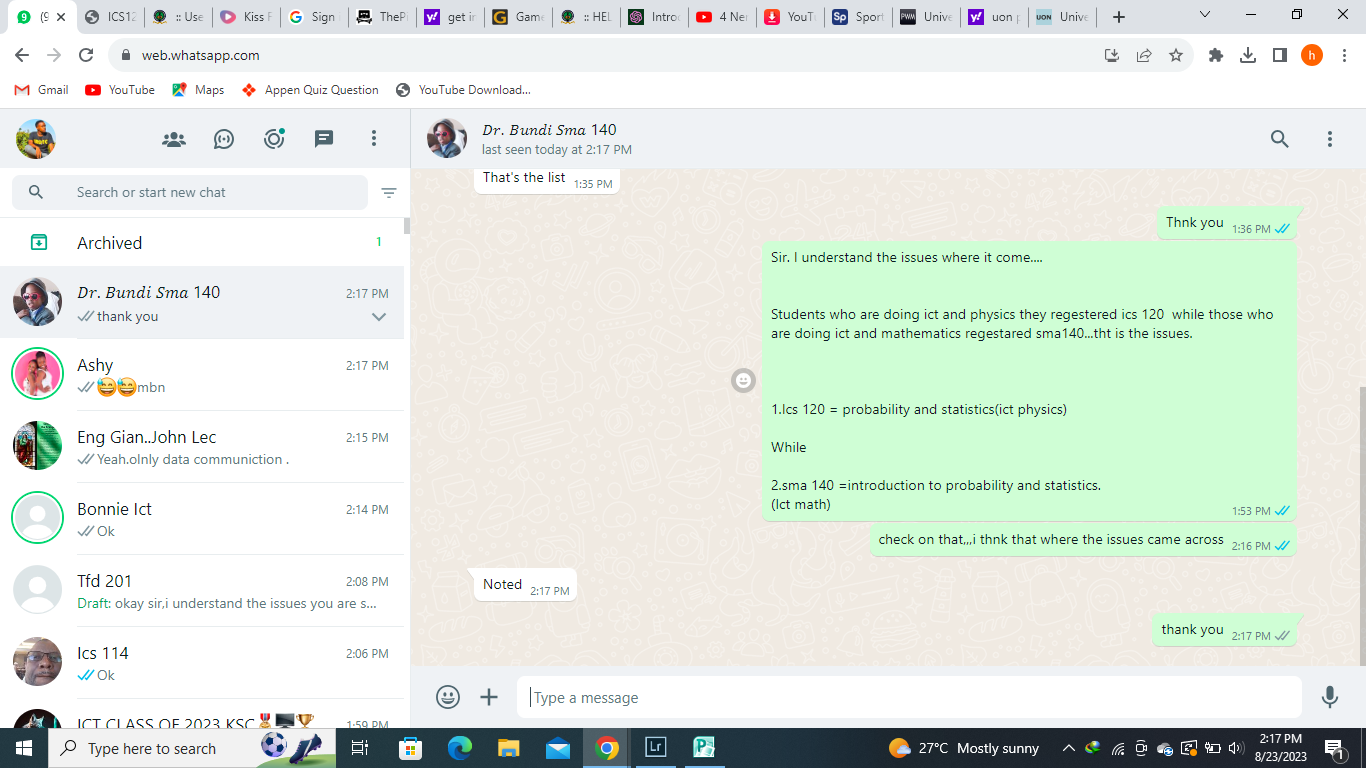 (9
ICS12
:: Use
Kiss F
Sign
ThePi
get in
Game
:: HEL
Introd
4 Ner
YouTu
Sport
Unive
uon p
Unive
web.whatsapp.com
h
Gmail
YouTube
Maps
Appen Quiz Question
YouTube Download...
Dr. Bundi Sma 140
last seen today at 2:17 PM
Search or start new chat
Archived 1
Dr. Bundi Sma 140 2:17 PM
thank you
Ashy 2:17 PM
😅😅mbn
Eng Gian..John Lec 2:15 PM
Yeah.olnly data communiction .
Bonnie Ict 2:14 PM
Ok
Tfd 201 2:08 PM
Draft: okay sir,i understand the issues you are s...
Ics 114 2:06 PM
Ok
ICT CLASS OF 2023 KSC🎖️🖥️🏆 1:59 PM
That's the list 1:35 PM
Thnk you 1:36 PM
Sir. I understand the issues where it come....
Students who are doing ict and physics they regestered ics 120 while those who
are doing ict and mathematics regestared sma140...tht is the issues.
1.Ics 120 = probability and statistics(ict physics)
While
2.sma 140 =introduction to probability and statistics.
(Ict math)
1:53 PM
check on that,,,i thnk that where the issues came across 2:16 PM
Noted 2:17 PM
thank you 2:17 PM
Type a message
Type here to search
Lrc
27°C Mostly sunny
2:17 PM
8/23/2023
1